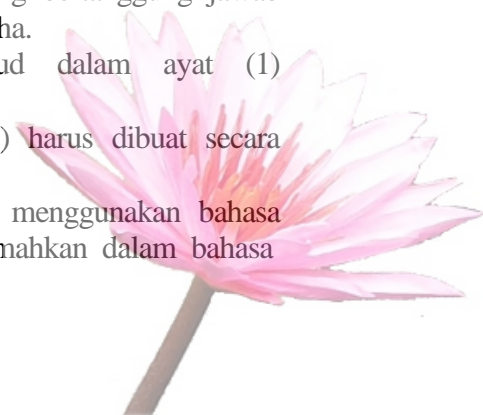 ha.
ud dalam ayat (1)
) harus dibuat secara
menggunakan bahasa
mahkan dalam bahasa